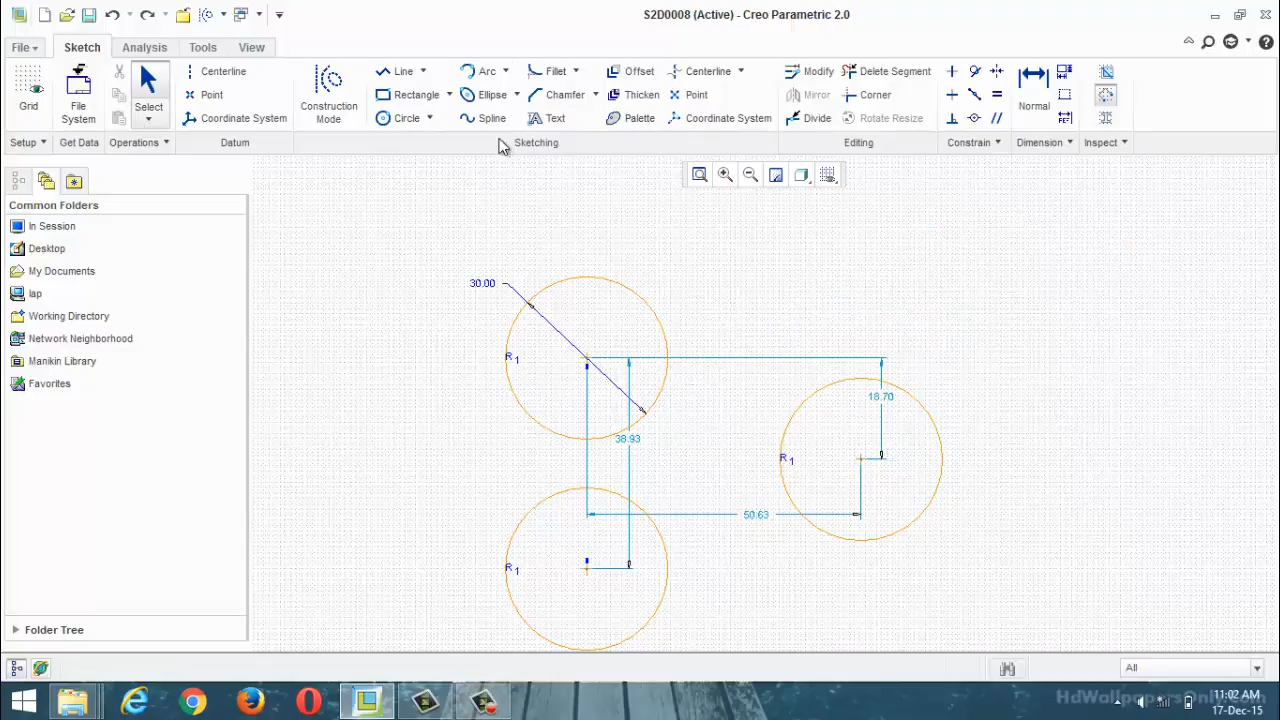 S2D0008 (Active) - Creo Parametric 2.0
File Sketch Analysis Tools View
Grid
File System
Select
Centerline
Point
Coordinate System
Construction Mode
Line
Rectangle
Circle
Arc
Ellipse
Spline
Fillet
Chamfer
Text
Offset
Thicken
Palette
Centerline
Point
Coordinate System
Modify
Mirror
Divide
Delete Segment
Corner
Rotate Resize
Normal
Setup Get Data Operations Datum Sketching Editing Constrain Dimension Inspect
Common Folders
In Session
Desktop
My Documents
lap
Working Directory
Network Neighborhood
Manikin Library
Favorites
Folder Tree
30.00
R1
18.70
38.93
R1
50.63
R1
All
HdWallpapersOnly.com
11:02 AM
17-Dec-15